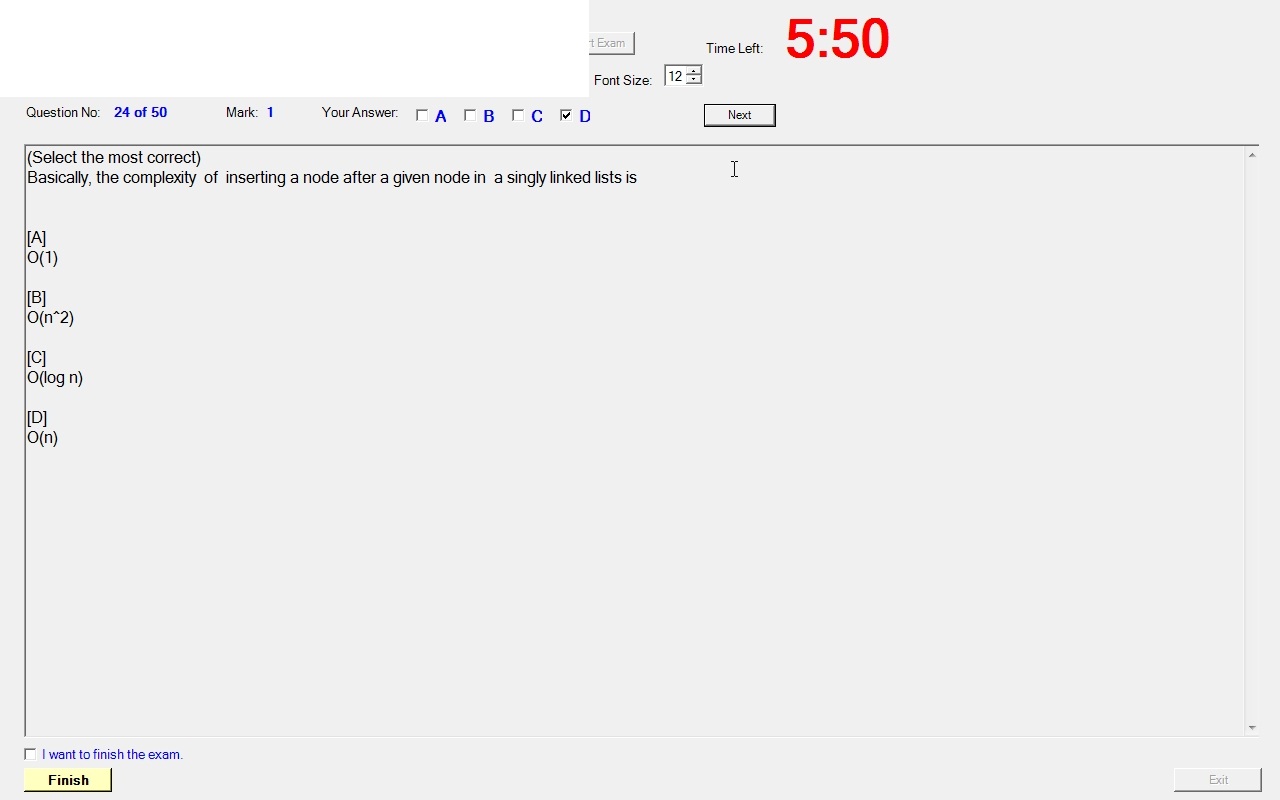 t Exam
Time Left: 5:50
Font Size: 12
Question No: 24 of 50 Mark: 1 Your Answer: A B C D Next
(Select the most correct)
Basically, the complexity of inserting a node after a given node in a singly linked lists is
[A]
O(1)
[B]
O(n^2)
[C]
O(log n)
[D]
O(n)
I want to finish the exam.
Finish Exit